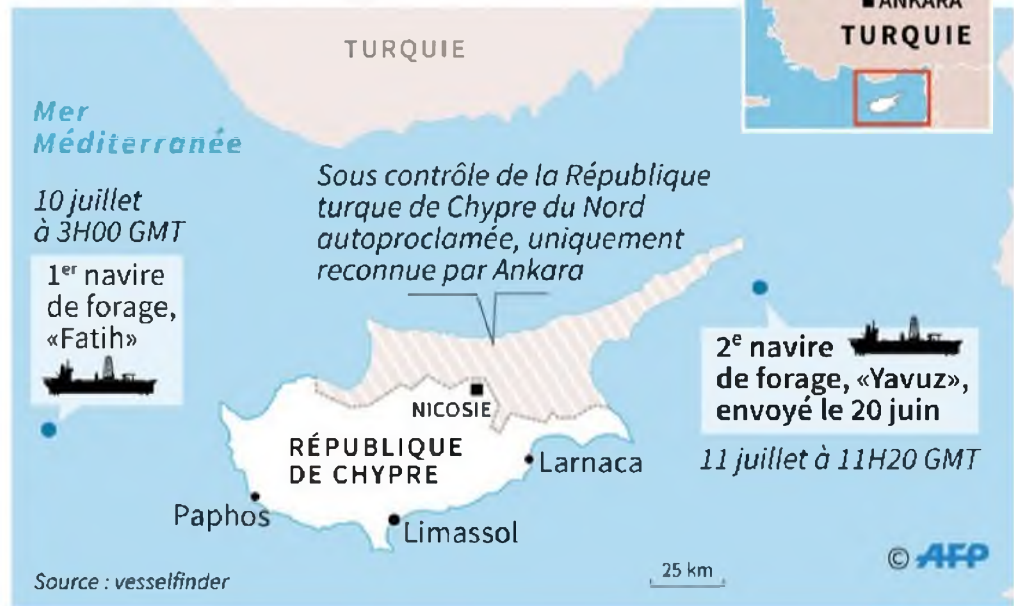 ANKARA
TURQUIE
TURQUIE
Mer
Méditerranée
10 juillet
à 3H00 GMT
1er navire
de forage,
«Fatih»
Sous contrôle de la République
turque de Chypre du Nord
autoproclamée, uniquement
reconnue par Ankara
2e navire
de forage, «Yavuz»,
envoyé le 20 juin
11 juillet à 11H20 GMT
NICOSIE
RÉPUBLIQUE
DE CHYPRE
Larnaca
Paphos
Limassol
25 km
© AFP
Source : vesselfinder